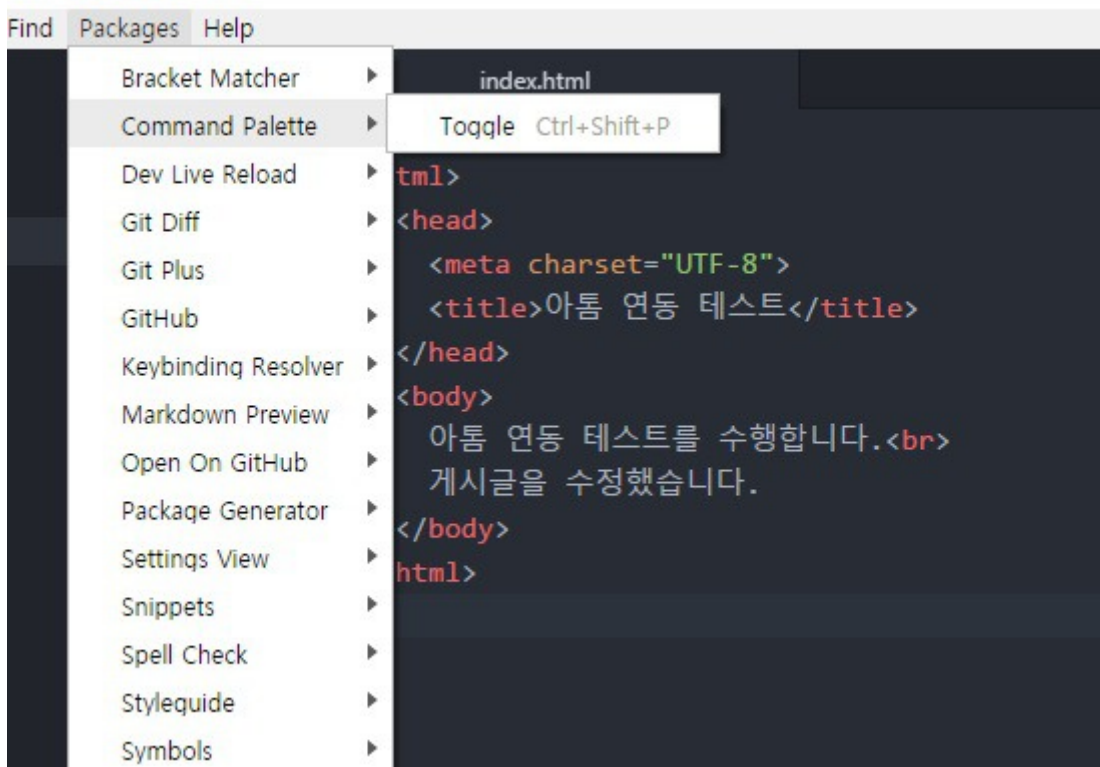 Find Packages Help
Bracket Matcher
Command Palette
Dev Live Reload
Git Diff
Git Plus
GitHub
Keybinding Resolver
Markdown Preview
Open On GitHub
Package Generator
Settings View
Snippets
Spell Check
Styleguide
Symbols
Toggle Ctrl+Shift+P
index.html
tml>
<head>
<meta charset="UTF-8">
<title>아톰 연동 테스트</title>
</head>
<body>
아톰 연동 테스트를 수행합니다.<br>
게시글을 수정했습니다.
</body>
html>